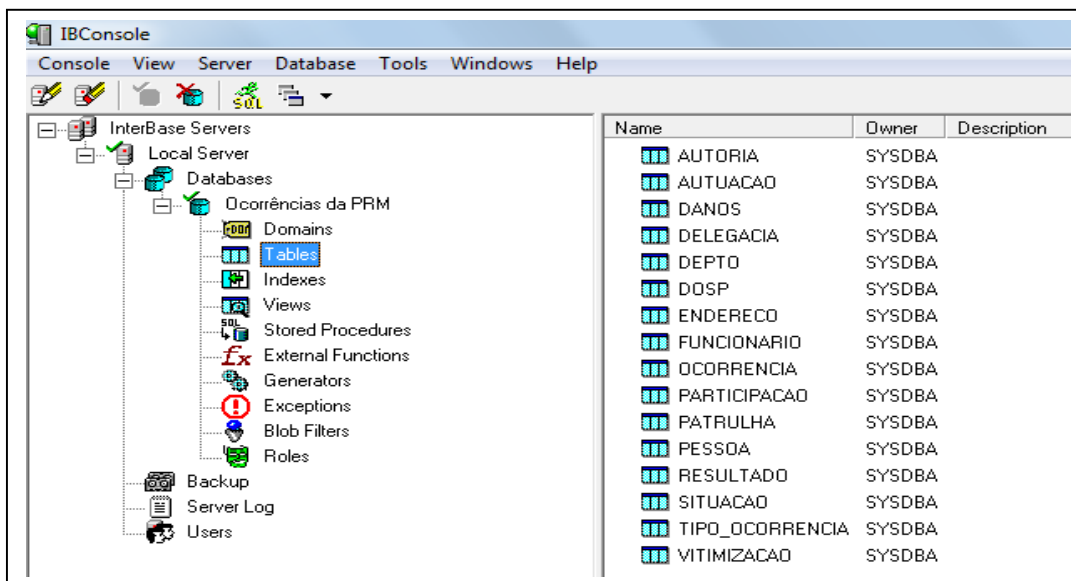 IBConsole
Console View Server Database Tools Windows Help
SQL
InterBase Servers
Local Server
Databases
Ocorrências da PRM
Domains
Tables
Indexes
Views
SQL
Stored Procedures
fx
External Functions
Generators
Exceptions
Blob Filters
Roles
Backup
Server Log
Users
Name Owner Description
AUTORIA SYSDBA
AUTUACAO SYSDBA
DANOS SYSDBA
DELEGACIA SYSDBA
DEPTO SYSDBA
DOSP SYSDBA
ENDERECO SYSDBA
FUNCIONARIO SYSDBA
OCORRENCIA SYSDBA
PARTICIPACAO SYSDBA
PATRULHA SYSDBA
PESSOA SYSDBA
RESULTADO SYSDBA
SITUACAO SYSDBA
TIPO_OCORRENCIA SYSDBA
VITIMIZACAO SYSDBA